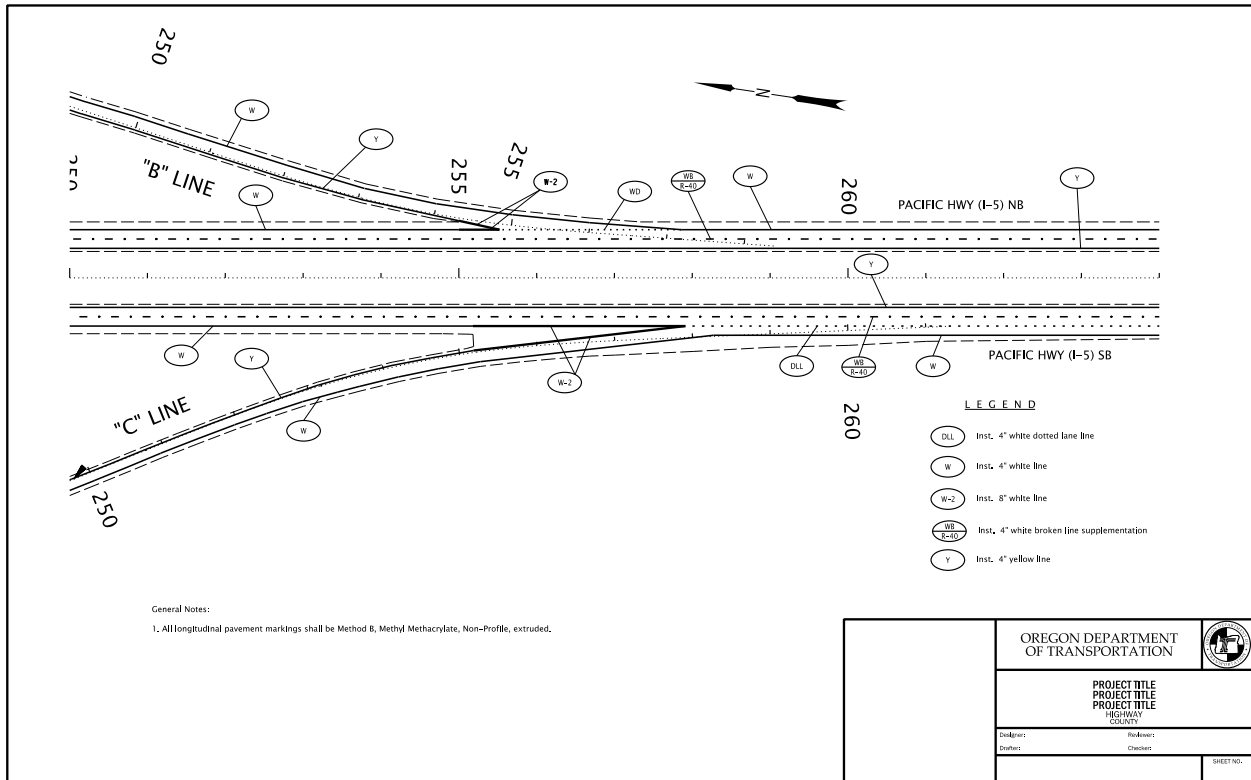 250
N
W
Y
"B" LINE
250
W
255
255
W-2
WD
WB
R-40
W
260
Y
PACIFIC HWY (I-5) NB
Y
W
Y
"C" LINE
W
250
W-2
DLL
WB
R-40
W
PACIFIC HWY (I-5) SB
260
LEGEND
DLL Inst. 4" white dotted lane line
W Inst. 4" white line
W-2 Inst. 8" white line
WB
R-40 Inst. 4" white broken line supplementation
Y Inst. 4" yellow line
General Notes:
1. All longitudinal pavement markings shall be Method B, Methyl Methacrylate, Non-Profile, extruded.
OREGON DEPARTMENT
OF TRANSPORTATION
PROJECT TITLE
PROJECT TITLE
PROJECT TITLE
HIGHWAY
COUNTY
Designer: Reviewer:
Drafter: Checker:
SHEET NO.